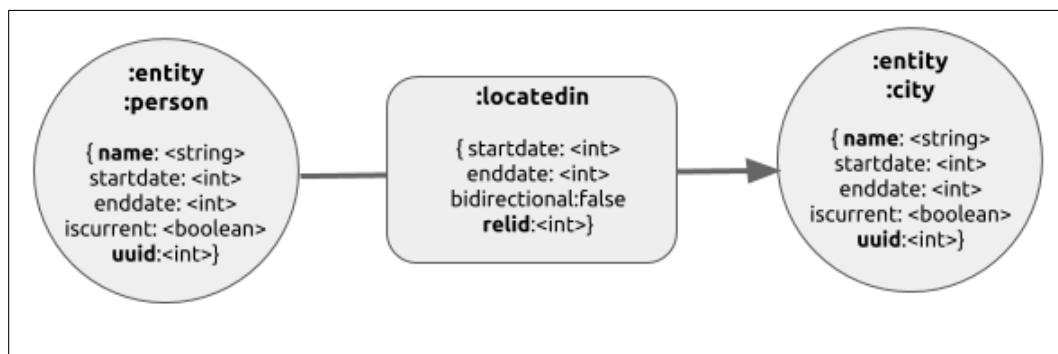 :entity
:person
{ name: <string>
startdate: <int>
enddate: <int>
iscurrent: <boolean>
uuid:<int>}
:locatedin
{ startdate: <int>
enddate: <int>
bidirectional:false
relid:<int>}
:entity
:city
{ name: <string>
startdate: <int>
enddate: <int>
iscurrent: <boolean>
uuid:<int>}